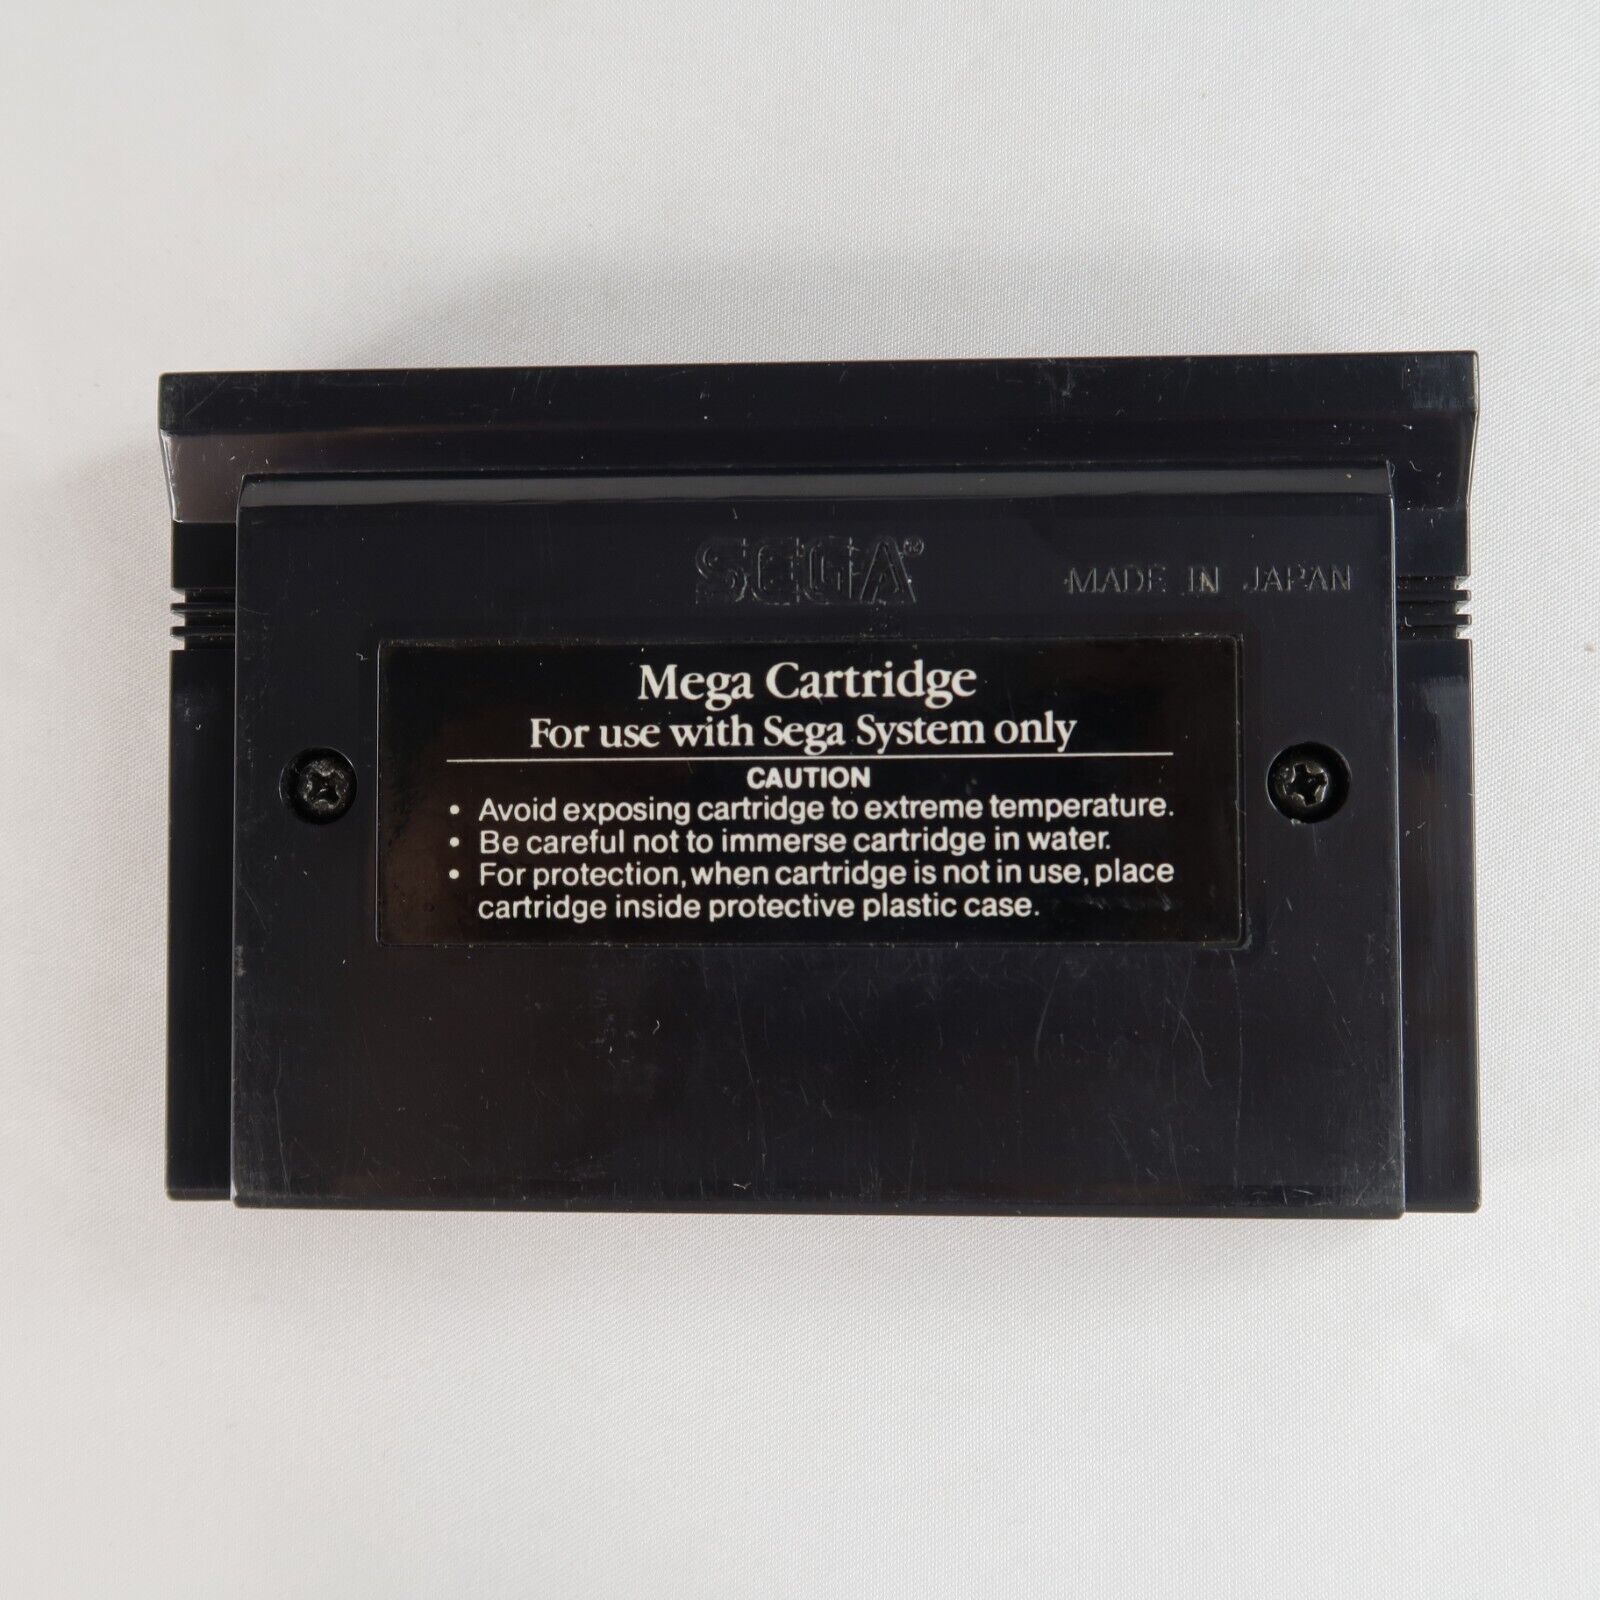 SEGA®
MADE IN JAPAN
Mega Cartridge
For use with Sega System only
CAUTION
• Avoid exposing cartridge to extreme temperature.
• Be careful not to immerse cartridge in water.
• For protection, when cartridge is not in use, place
cartridge inside protective plastic case.